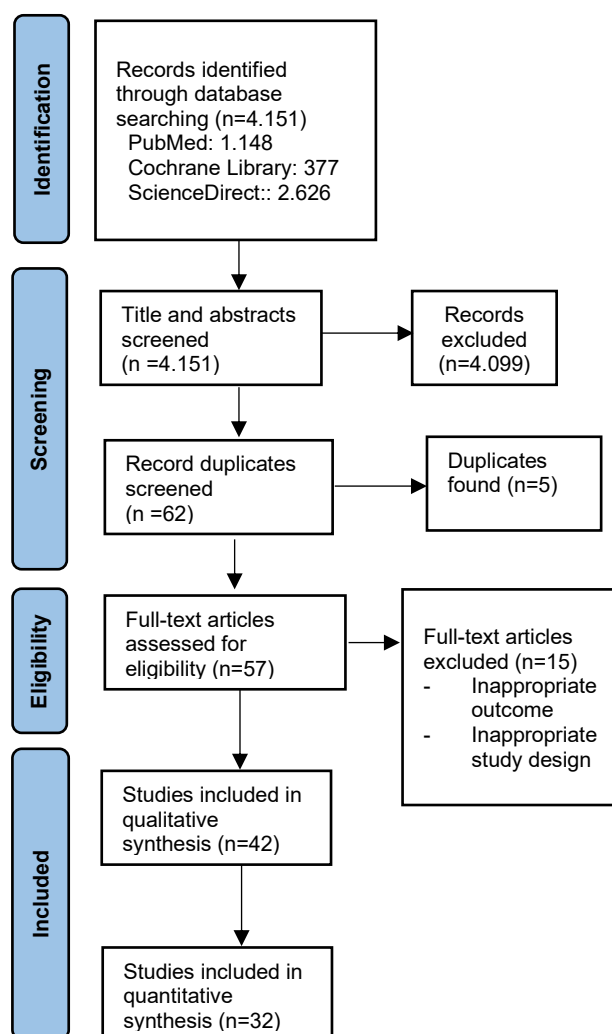 Identification
Records identified
through database
searching (n=4.151)
PubMed: 1.148
Cochrane Library: 377
ScienceDirect:: 2.626
Screening
Title and abstracts
screened
(n =4.151)
Records
excluded
(n=4.099)
Record duplicates
screened
(n =62)
Duplicates
found (n=5)
Eligibility
Full-text articles
assessed for
eligibility (n=57)
Full-text articles
excluded (n=15)
- Inappropriate
outcome
- Inappropriate
study design
Included
Studies included in
qualitative
synthesis (n=42)
Studies included in
quantitative
synthesis (n=32)